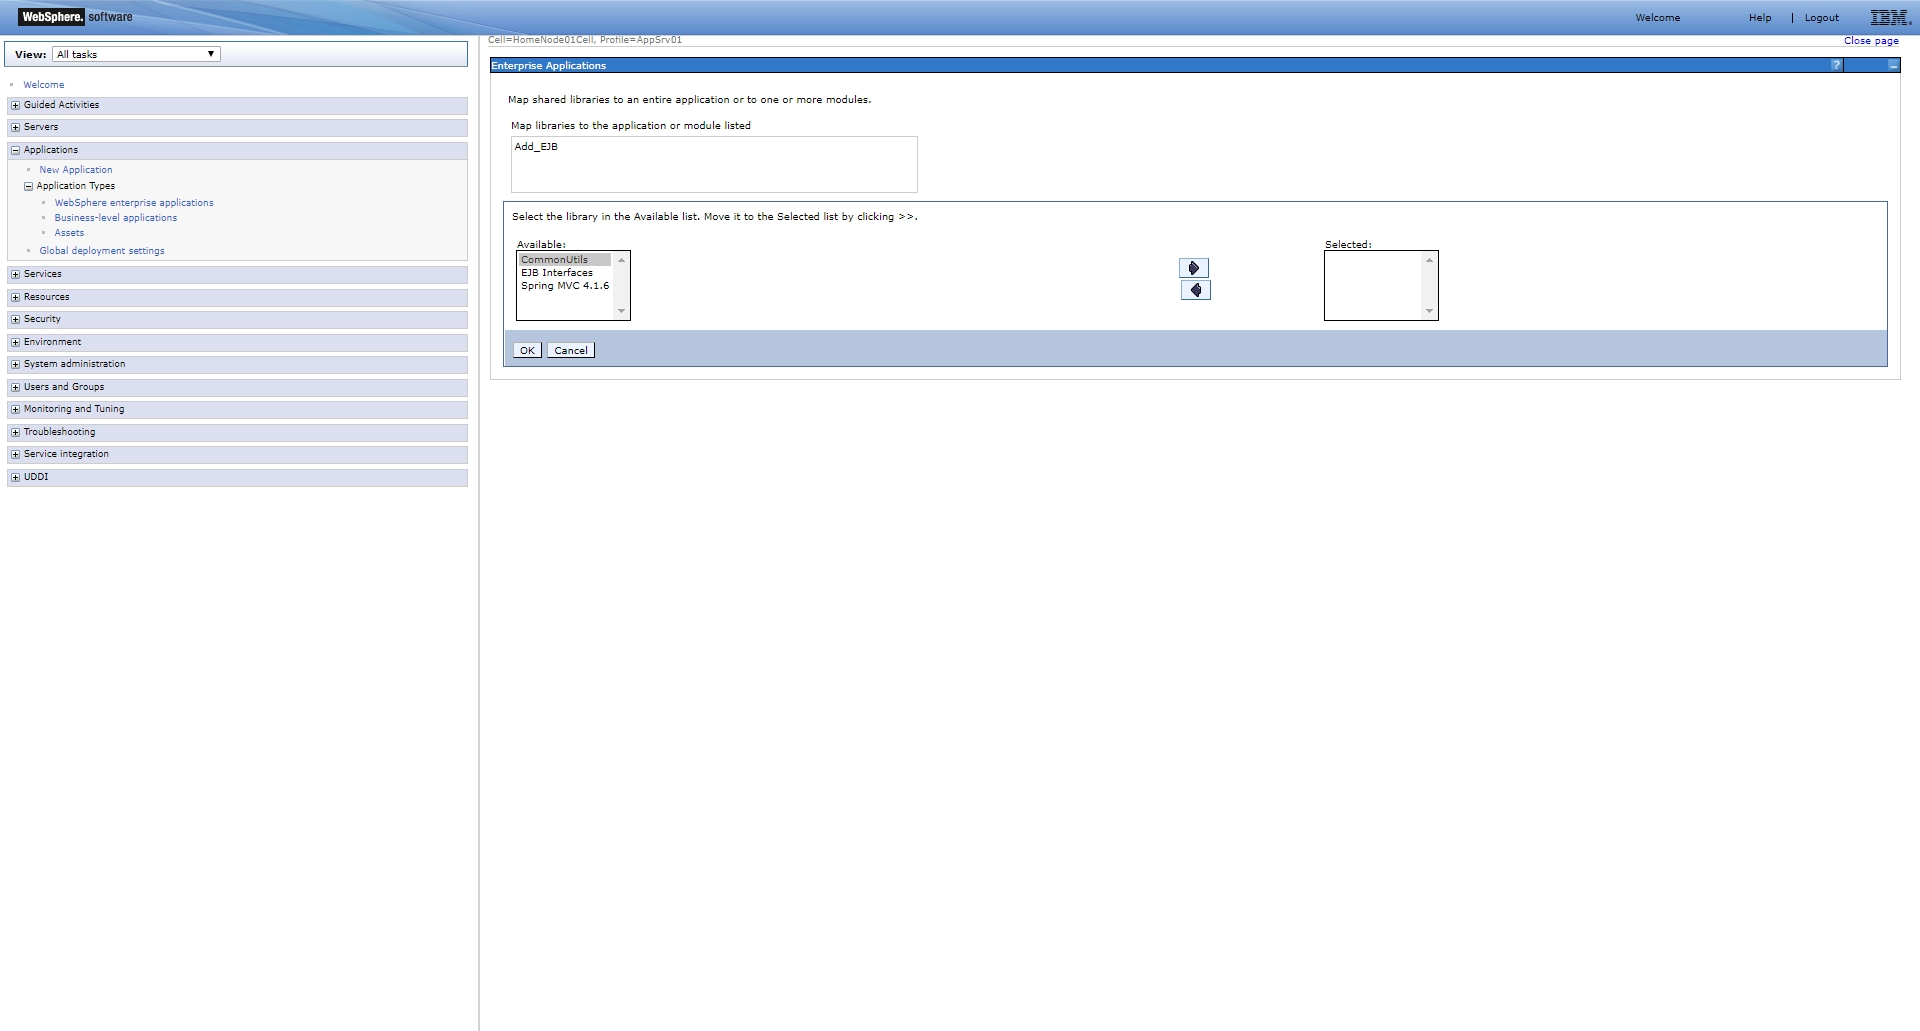 WebSphere. software
Welcome Help | Logout IBM.
View: All tasks
Cell=HomeNode01Cell, Profile=AppSrv01
Close page
Welcome
Guided Activities
Servers
Applications
New Application
Application Types
WebSphere enterprise applications
Business-level applications
Assets
Global deployment settings
Services
Resources
Security
Environment
System administration
Users and Groups
Monitoring and Tuning
Troubleshooting
Service integration
UDDI
Enterprise Applications ?
Map shared libraries to an entire application or to one or more modules.
Map libraries to the application or module listed
Add_EJB
Select the library in the Available list. Move it to the Selected list by clicking >>.
Available:
CommonUtils
EJB Interfaces
Spring MVC 4.1.6
Selected:
OK Cancel